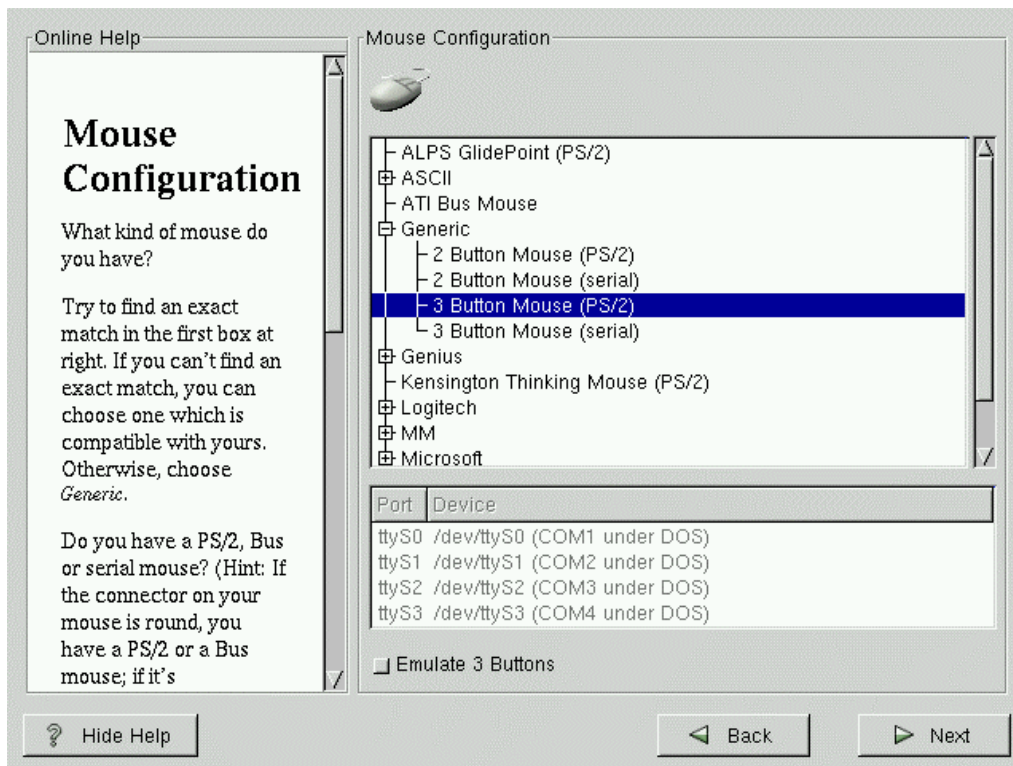 Online Help
Mouse
Configuration
What kind of mouse do
you have?
Try to find an exact
match in the first box at
right. If you can't find an
exact match, you can
choose one which is
compatible with yours.
Otherwise, choose
Generic.
Do you have a PS/2, Bus
or serial mouse? (Hint: If
the connector on your
mouse is round, you
have a PS/2 or a Bus
mouse; if it's
Mouse Configuration
ALPS GlidePoint (PS/2)
ASCII
ATI Bus Mouse
Generic
2 Button Mouse (PS/2)
2 Button Mouse (serial)
3 Button Mouse (PS/2)
3 Button Mouse (serial)
Genius
Kensington Thinking Mouse (PS/2)
Logitech
MM
Microsoft
Port Device
ttyS0 /dev/ttyS0 (COM1 under DOS)
ttyS1 /dev/ttyS1 (COM2 under DOS)
ttyS2 /dev/ttyS2 (COM3 under DOS)
ttyS3 /dev/ttyS3 (COM4 under DOS)
Emulate 3 Buttons
Hide Help
Back
Next